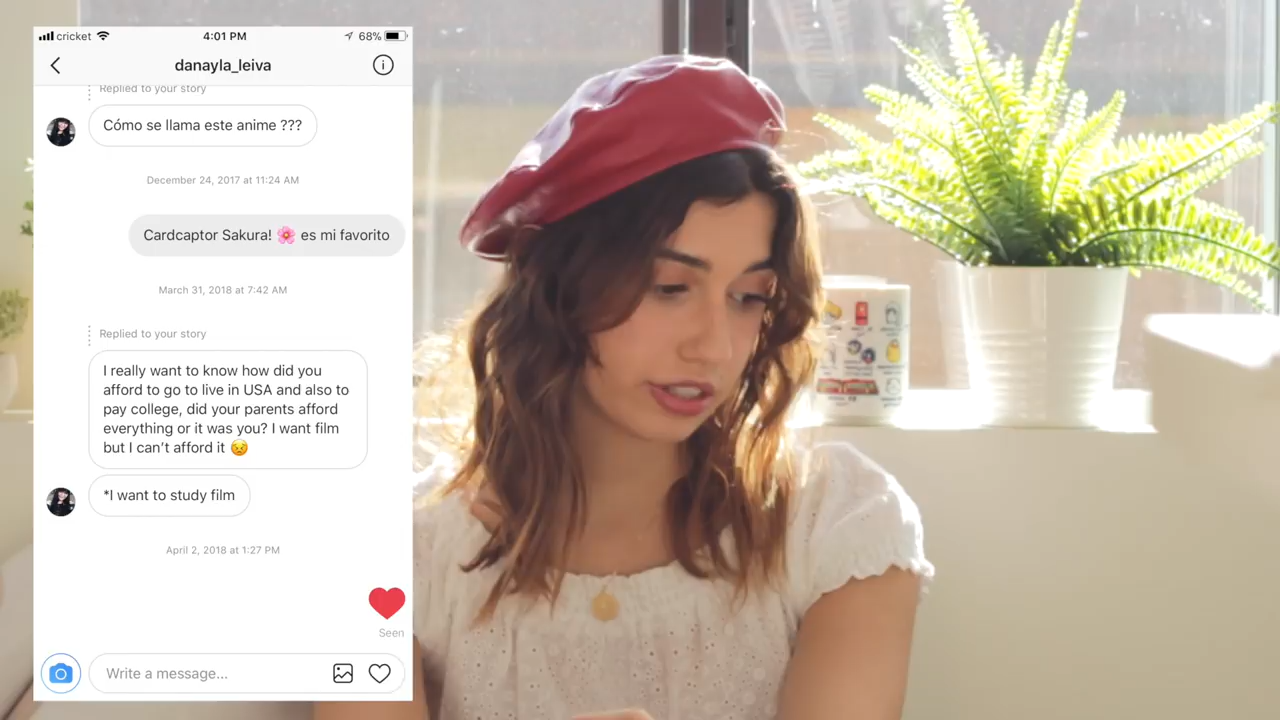 cricket
4:01 PM
68%
danayla_leiva
Replied to your story
Cómo se llama este anime ???
December 24, 2017 at 11:24 AM
Cardcaptor Sakura! 🌸 es mi favorito
March 31, 2018 at 7:42 AM
Replied to your story
I really want to know how did you
afford to go to live in USA and also to
pay college, did your parents afford
everything or it was you? I want film
but I can't afford it 😣
*I want to study film
April 2, 2018 at 1:27 PM
Seen
Write a message...